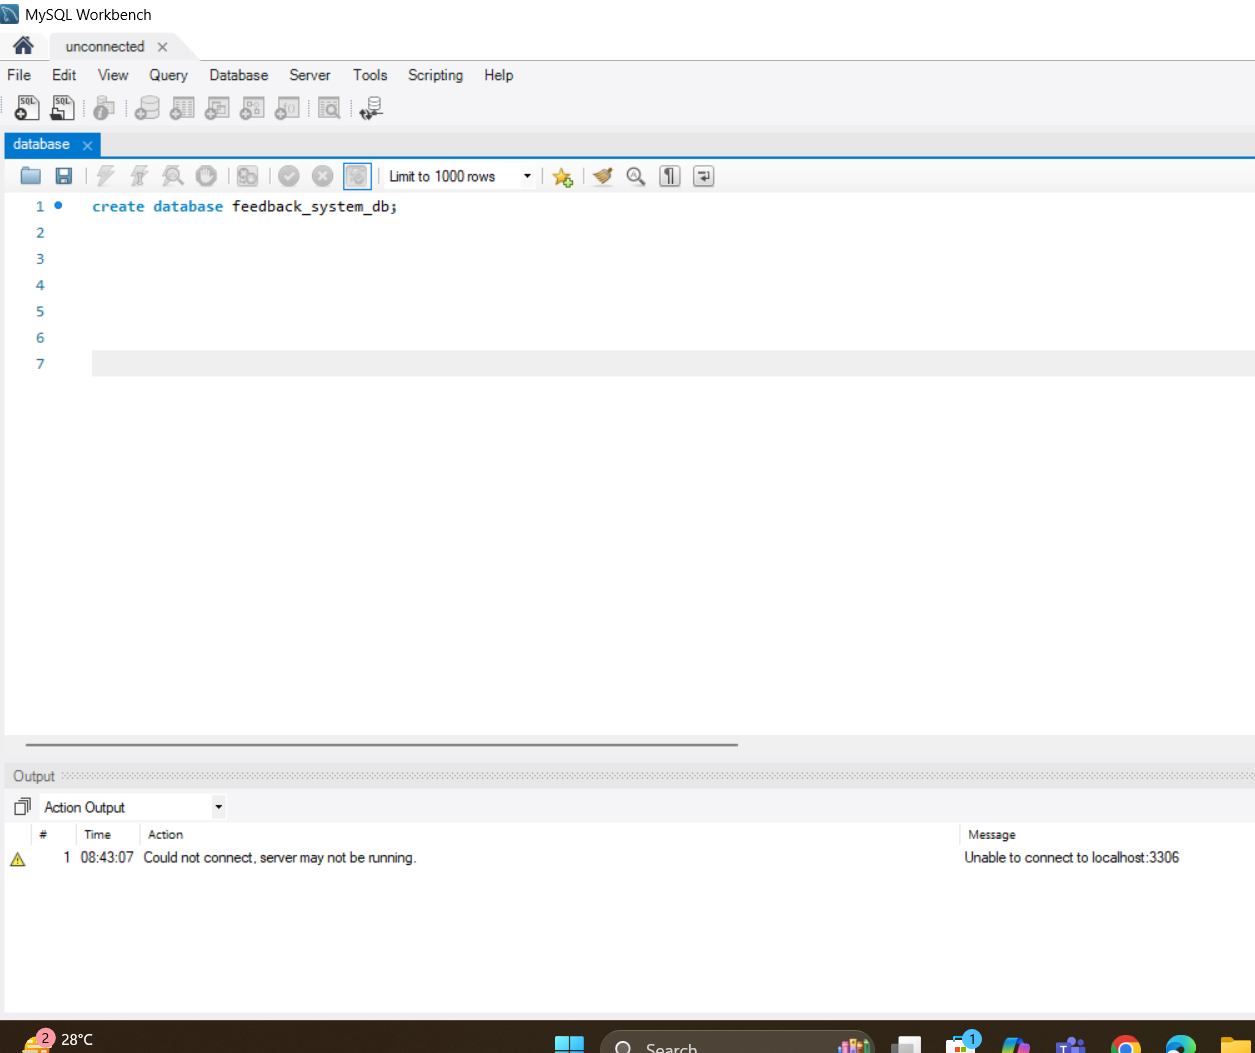 MySQL Workbench
unconnected
File Edit View Query Database Server Tools Scripting Help
SQL SQL
database
Limit to 1000 rows
1 create database feedback_system_db;
2
3
4
5
6
7
Output
Action Output
# Time Action Message
1 08:43:07 Could not connect, server may not be running. Unable to connect to localhost:3306
2 28°C Search 1